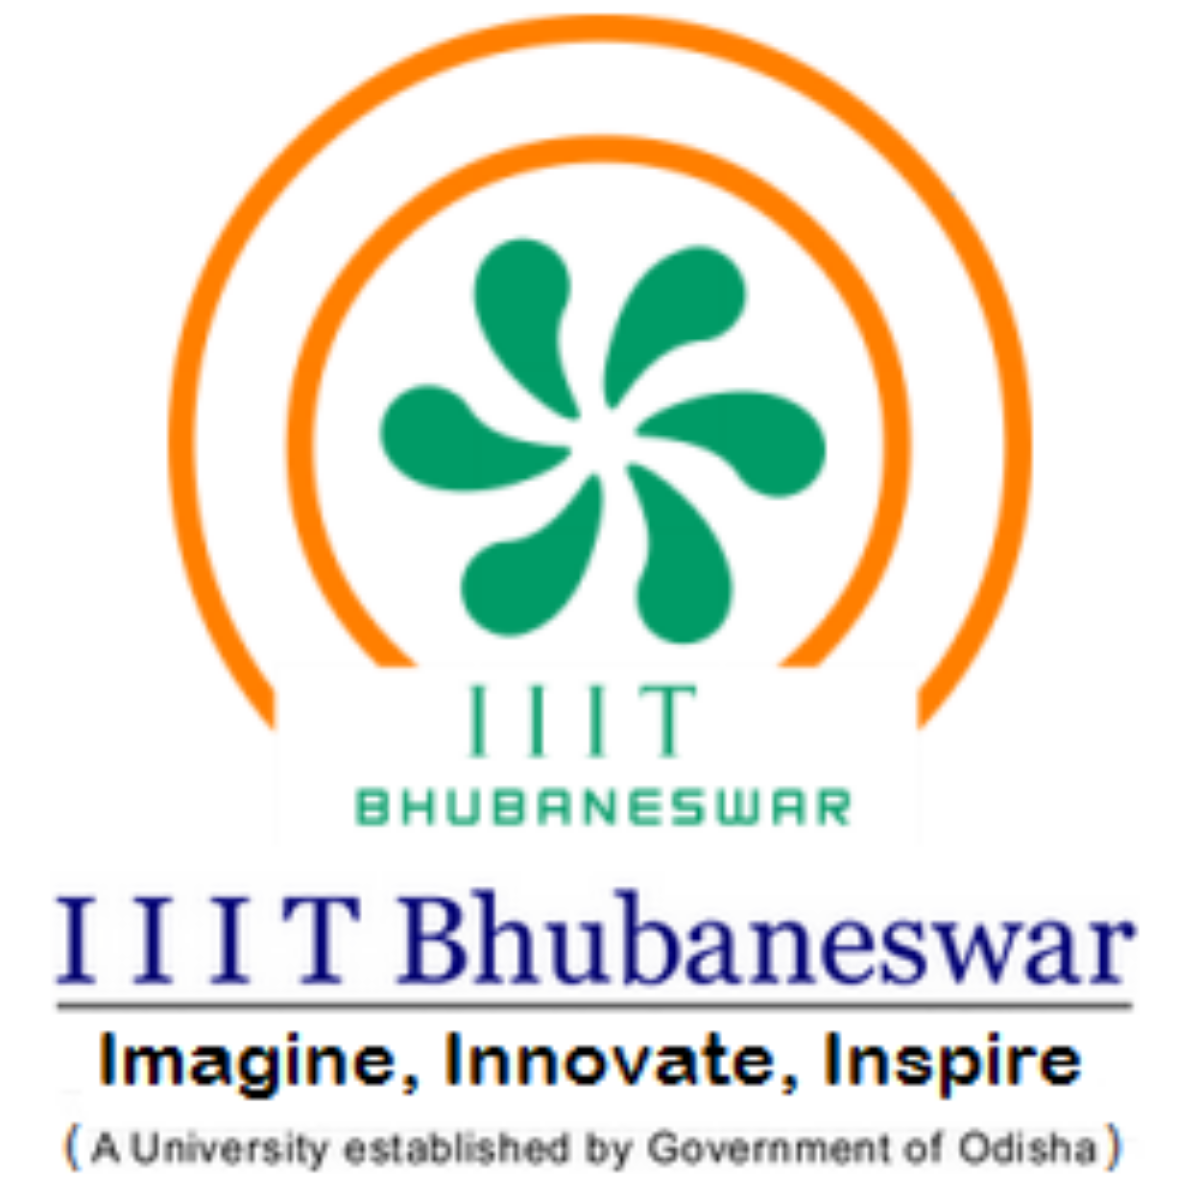 IIIT
BHUBANESWAR
I I I T Bhubaneswar
Imagine, Innovate, Inspire
( A University established by Government of Odisha )